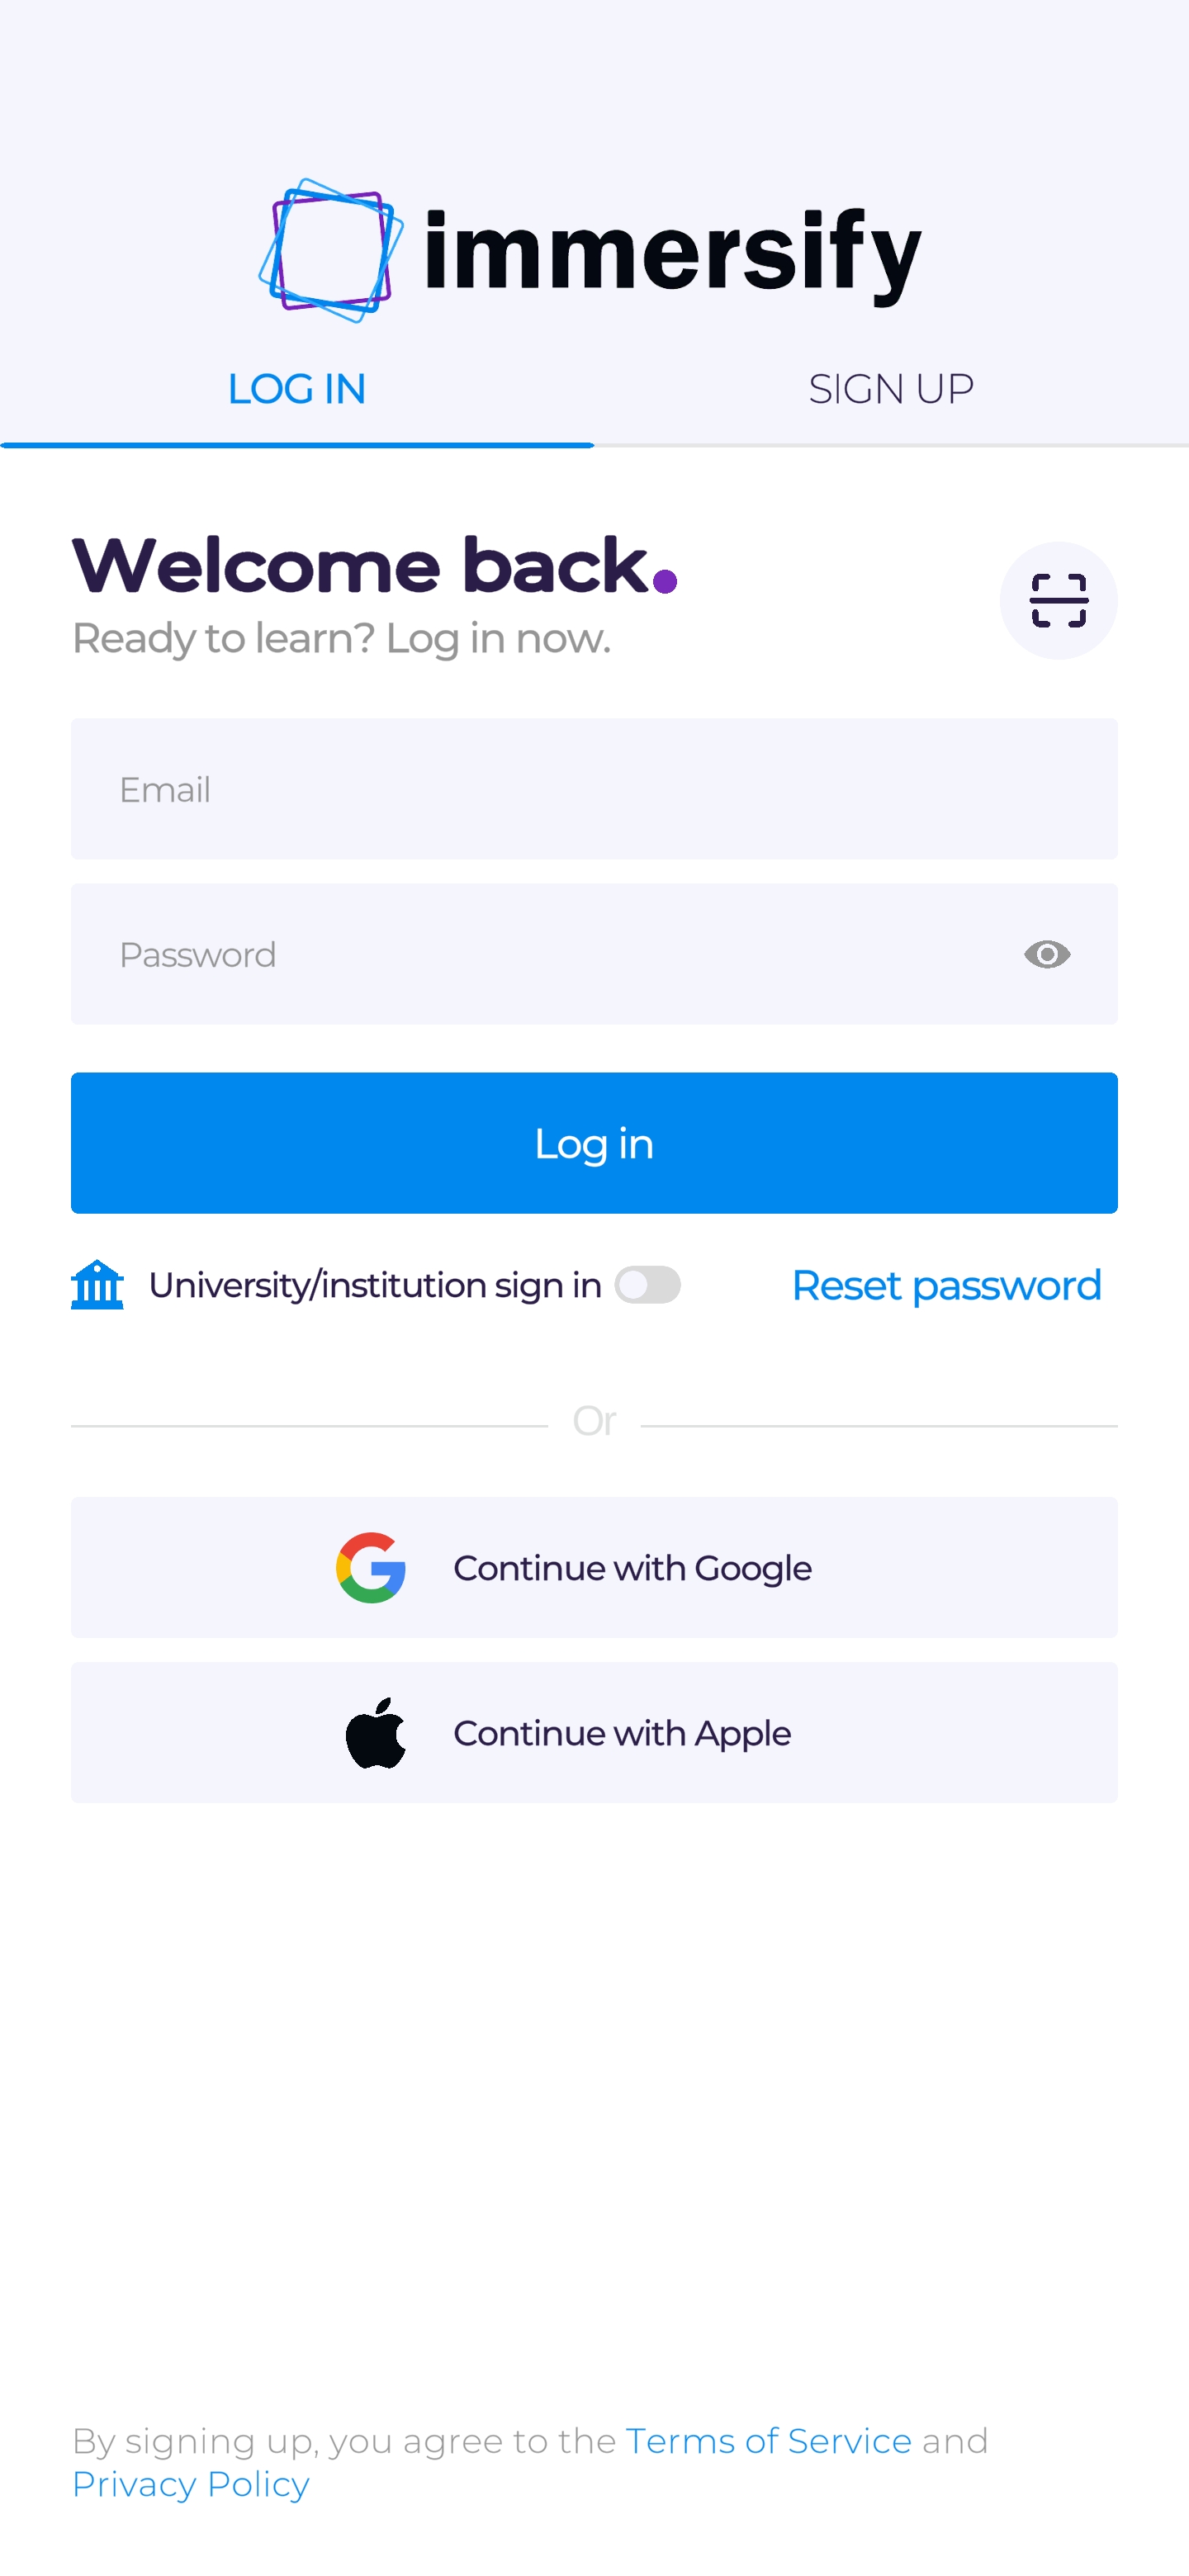 immersify
LOG IN
SIGN UP
Welcome back.
Ready to learn? Log in now.
Email
Password
Log in
University/institution sign in
Reset password
Or
Continue with Google
Continue with Apple
By signing up, you agree to the Terms of Service and
Privacy Policy